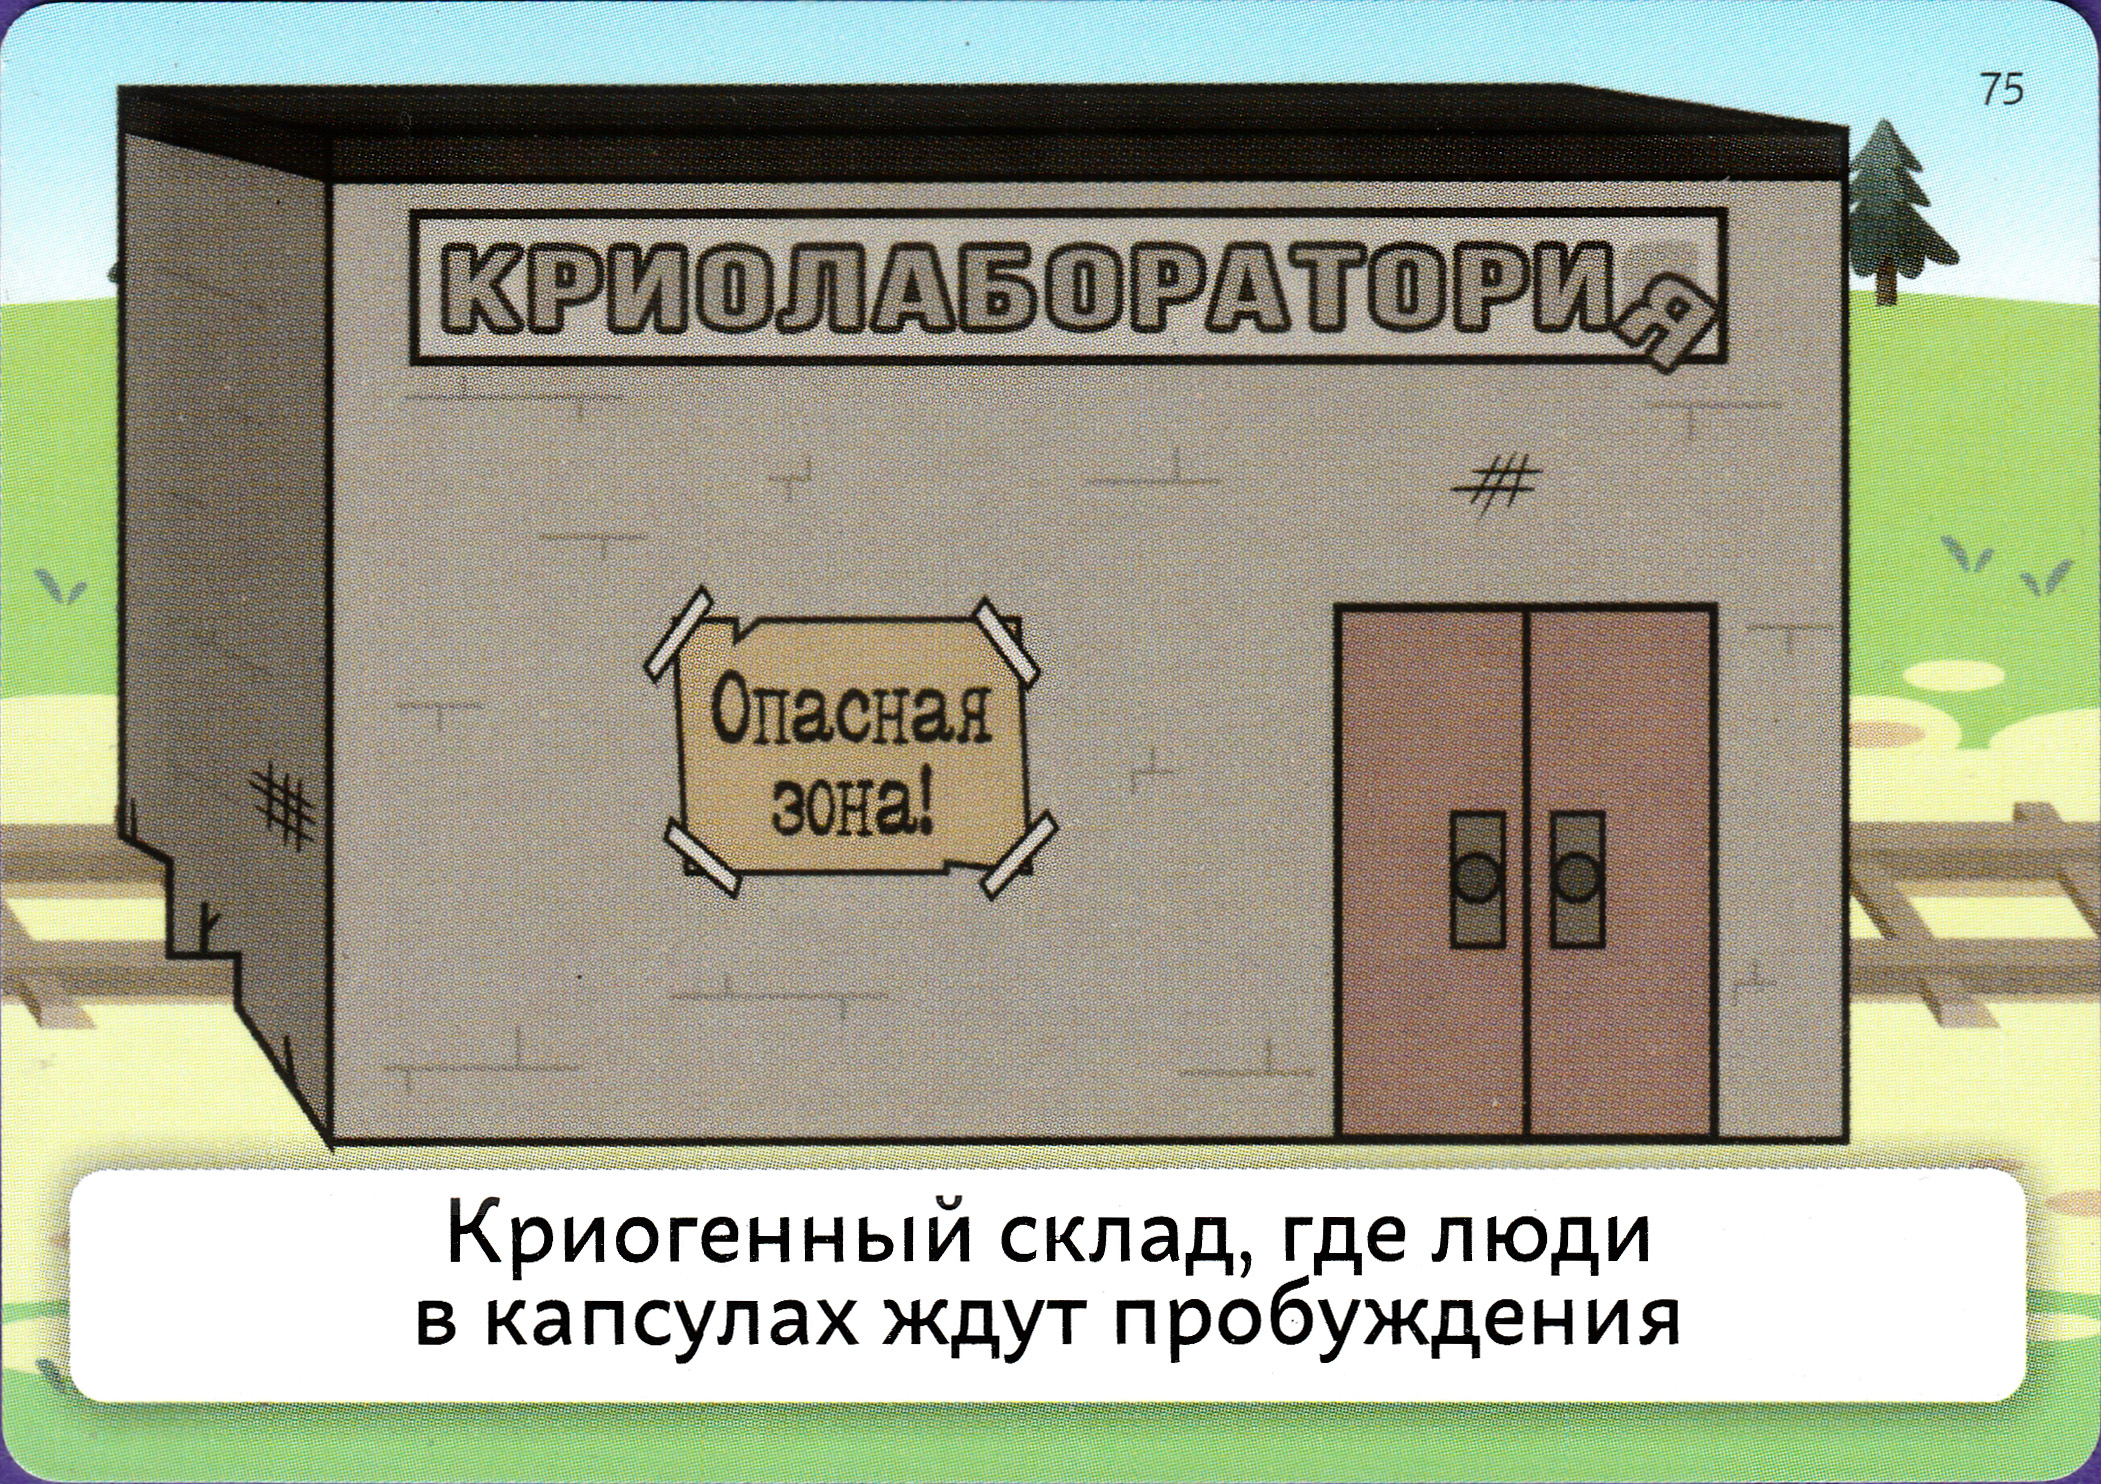 75
КРИОЛАБОРАТОРИЯ
Опасная
зона!
Криогенный склад, где люди
в капсулах ждут пробуждения